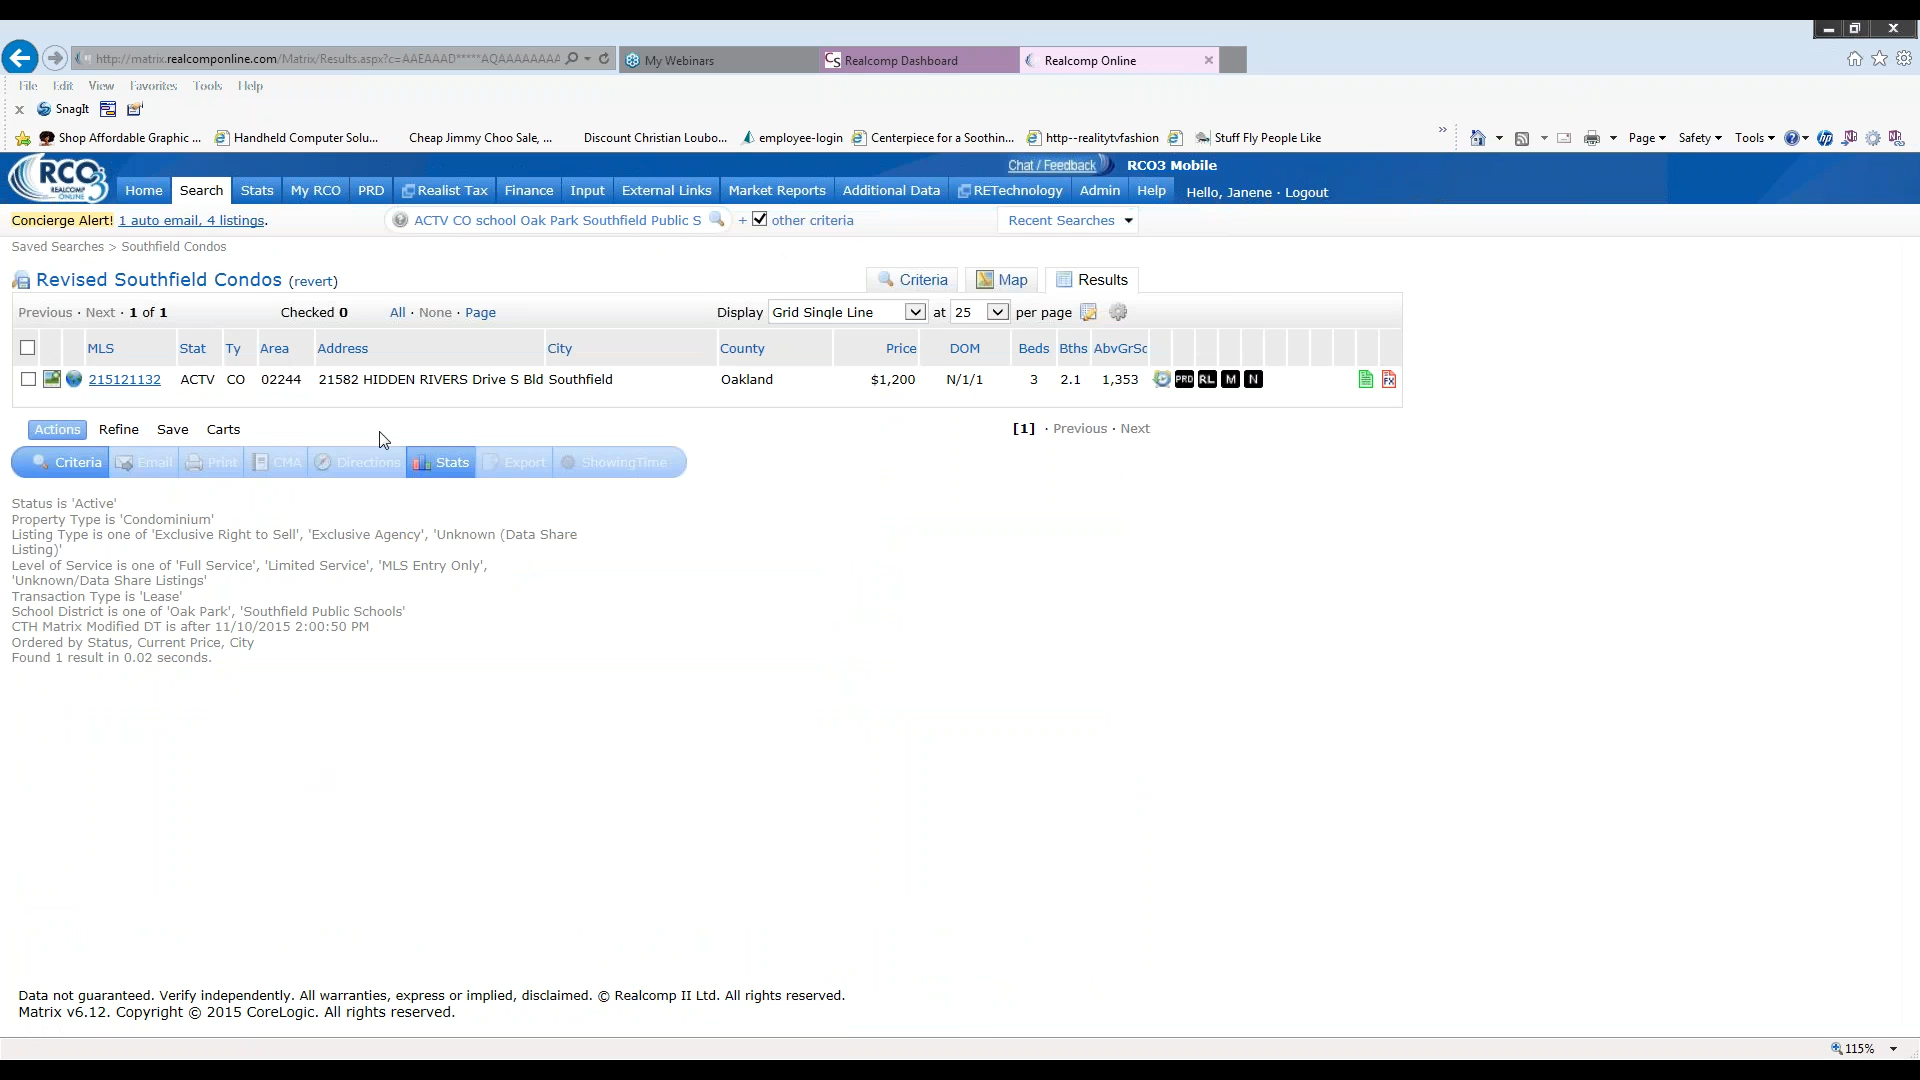 http://matrix.realcomponline.com/Matrix/Results.aspx?c=AAEAAAD*****AQAAAAAAAA
My Webinars
Realcomp Dashboard
Realcomp Online
File Edit View Favorites Tools Help
SnagIt
Shop Affordable Graphic ... Handheld Computer Solu... Cheap Jimmy Choo Sale, ... Discount Christian Loubo... employee-login Centerpiece for a Soothin... http--realitytvfashion Stuff Fly People Like
Page Safety Tools
RCO3 REALCOMP ONLINE
Chat / Feedback RCO3 Mobile
Home Search Stats My RCO PRD Realist Tax Finance Input External Links Market Reports Additional Data RETechnology Admin Help Hello, Janene · Logout
Concierge Alert! 1 auto email, 4 listings. ACTV CO school Oak Park Southfield Public S + other criteria Recent Searches
Saved Searches > Southfield Condos
Revised Southfield Condos (revert) Criteria Map Results
Previous · Next · 1 of 1 Checked 0 All · None · Page Display Grid Single Line at 25 per page
MLS Stat Ty Area Address City County Price DOM Beds Bths AbvGrSc
215121132 ACTV CO 02244 21582 HIDDEN RIVERS Drive S Bld Southfield Oakland $1,200 N/1/1 3 2.1 1,353 PRD RL M N FX
Actions Refine Save Carts [1] · Previous · Next
Criteria Email Print CMA Directions Stats Export ShowingTime
Status is 'Active'
Property Type is 'Condominium'
Listing Type is one of 'Exclusive Right to Sell', 'Exclusive Agency', 'Unknown (Data Share
Listing)'
Level of Service is one of 'Full Service', 'Limited Service', 'MLS Entry Only',
'Unknown/Data Share Listings'
Transaction Type is 'Lease'
School District is one of 'Oak Park', 'Southfield Public Schools'
CTH Matrix Modified DT is after 11/10/2015 2:00:50 PM
Ordered by Status, Current Price, City
Found 1 result in 0.02 seconds.
Data not guaranteed. Verify independently. All warranties, express or implied, disclaimed. © Realcomp II Ltd. All rights reserved.
Matrix v6.12. Copyright © 2015 CoreLogic. All rights reserved.
115%